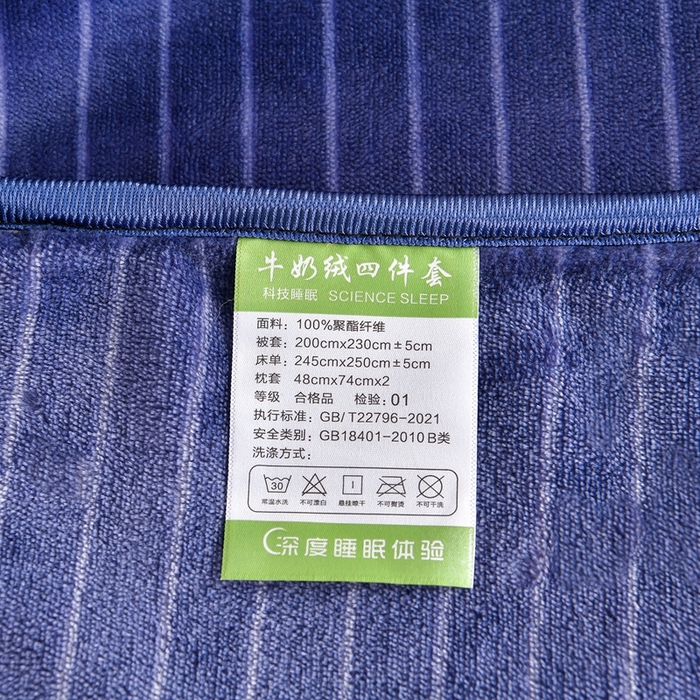 牛奶绒四件套
科技睡眠 SCIENCE SLEEP
面料：100%聚酯纤维
被套：200cmx230cm±5cm
床单：245cmx250cm±5cm
枕套 48cmx74cmx2
等级 合格品 检验：01
执行标准：GB/T22796-2021
安全类别：GB18401-2010 B类
洗涤方式：
30
常温水洗 不可漂白 悬挂晾干 不可熨烫 不可干洗
深度睡眠体验